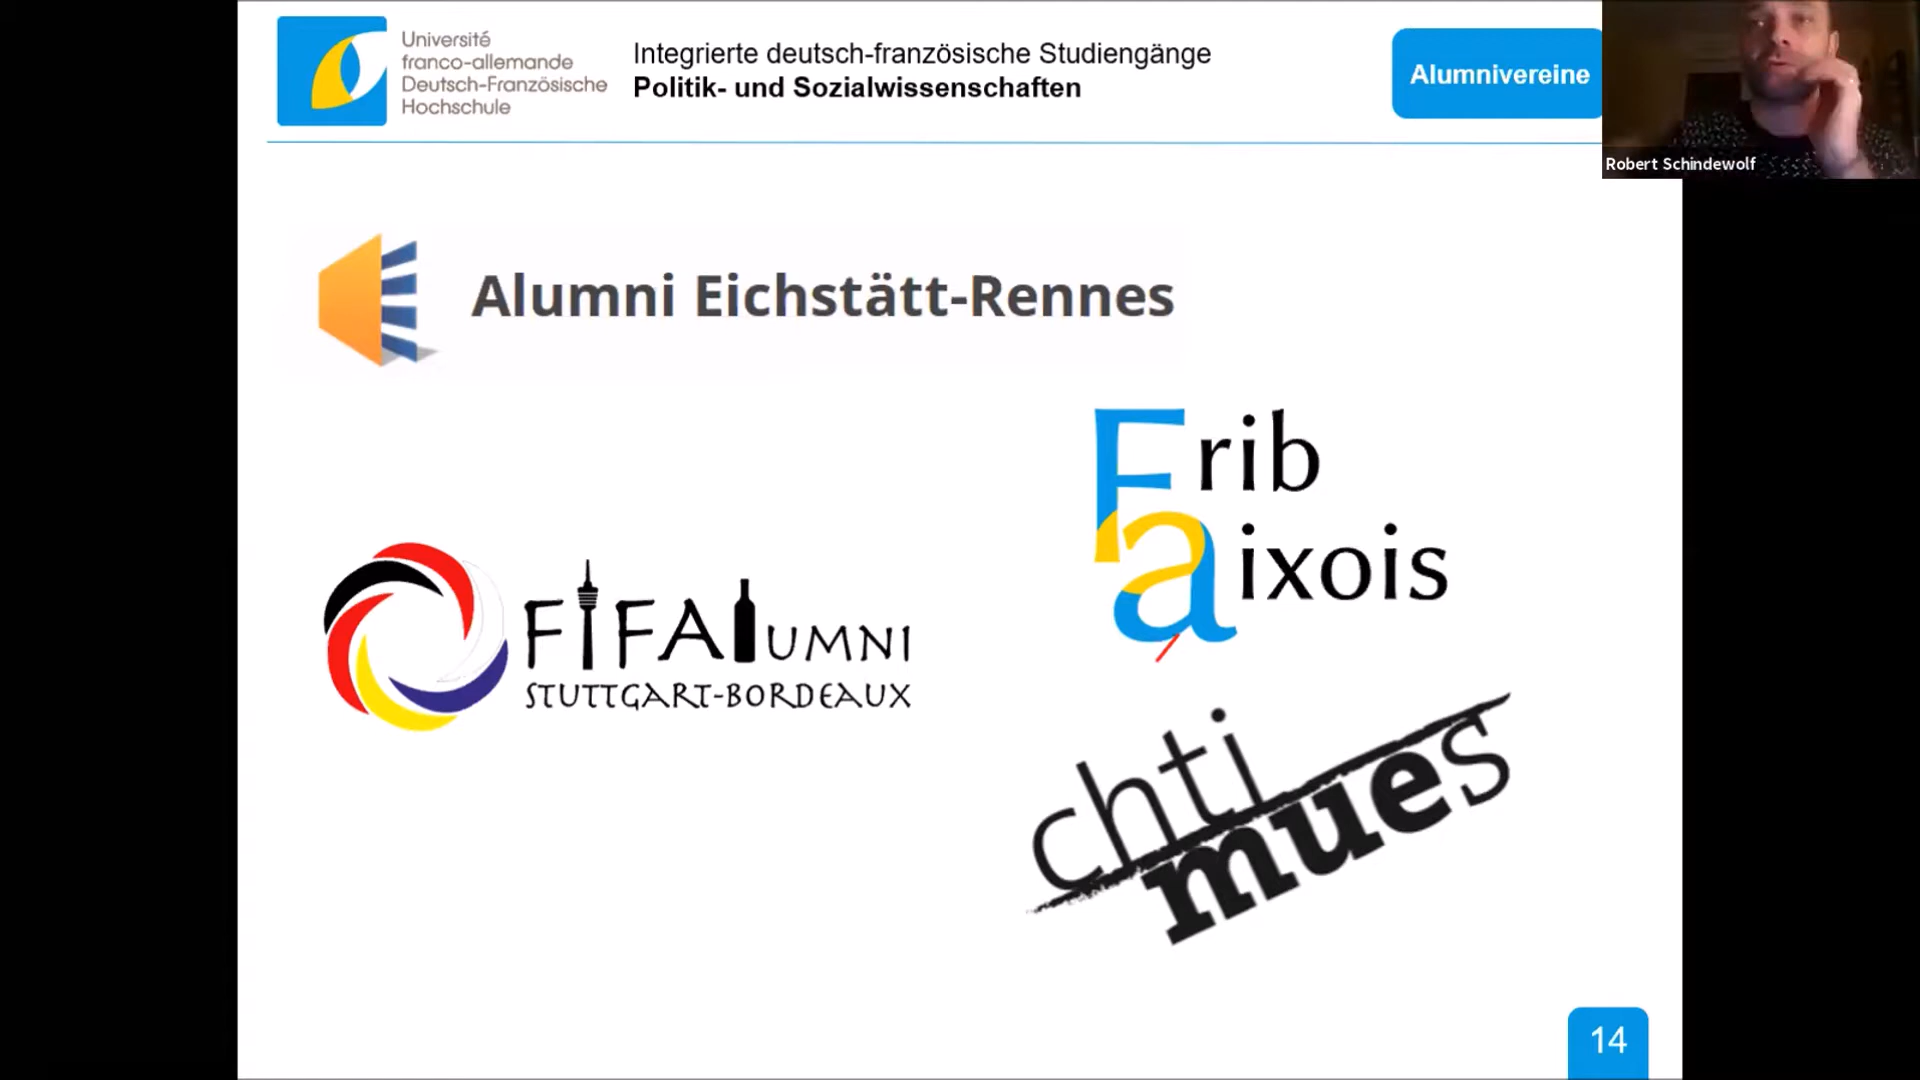 Université
franco-allemande
Deutsch-Französische
Hochschule
Integrierte deutsch-französische Studiengänge
Politik- und Sozialwissenschaften
Alumnivereine
Robert Schindewolf
Alumni Eichstätt-Rennes
Frib
aixois
FIFALUMNI
STUTTGART-BORDEAUX
chti
mues
14